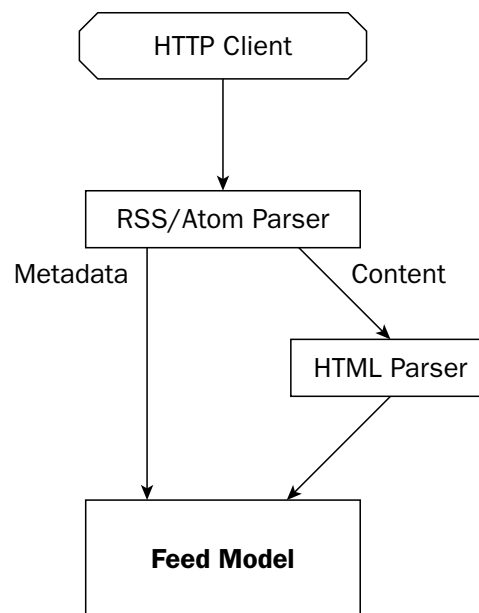 HTTP Client
RSS/Atom Parser
Metadata
Content
HTML Parser
Feed Model